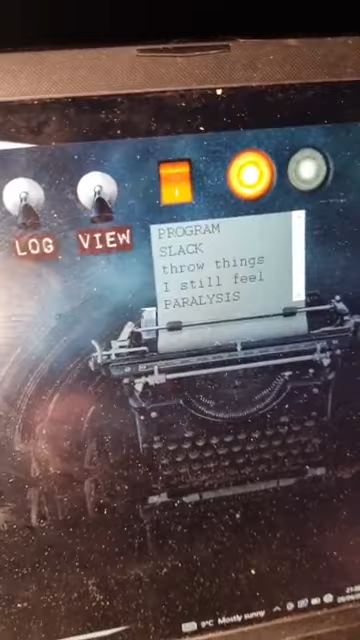 LOG VIEW
PROGRAM
SLACK
throw things
I still feel
PARALYSIS
9°C Mostly sunny